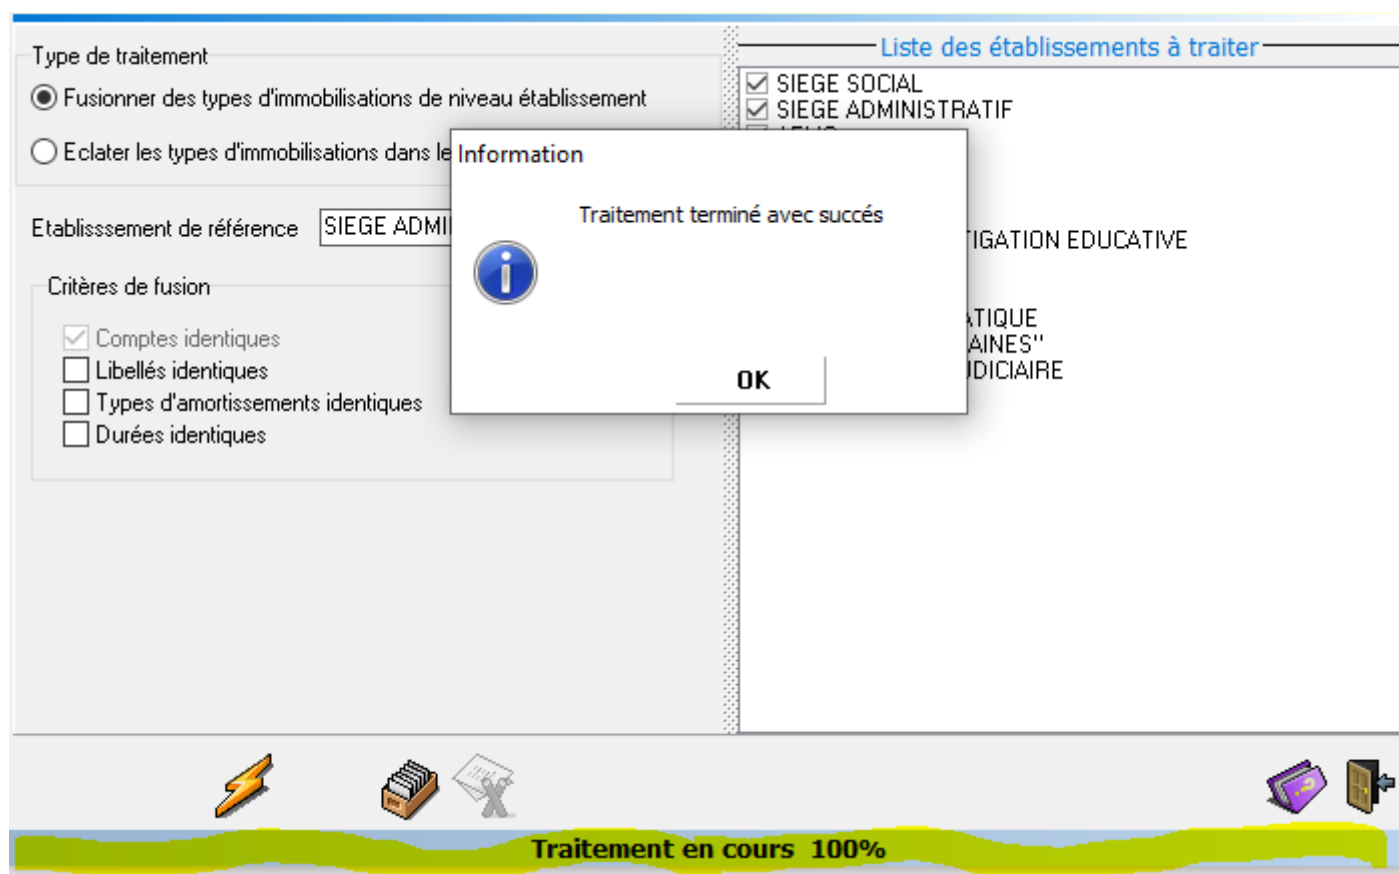 Type de traitement
Fusionner des types d'immobilisations de niveau établissement
Eclater les types d'immobilisations dans le
Etablisssement de référence
SIEGE ADMI
Critères de fusion
Comptes identiques
Libellés identiques
Types d'amortissements identiques
Durées identiques
Liste des établissements à traiter
SIEGE SOCIAL
SIEGE ADMINISTRATIF
TIGATION EDUCATIVE
ATIQUE
AINES"
JDICIAIRE
Information
Traitement terminé avec succés
OK
Traitement en cours 100%